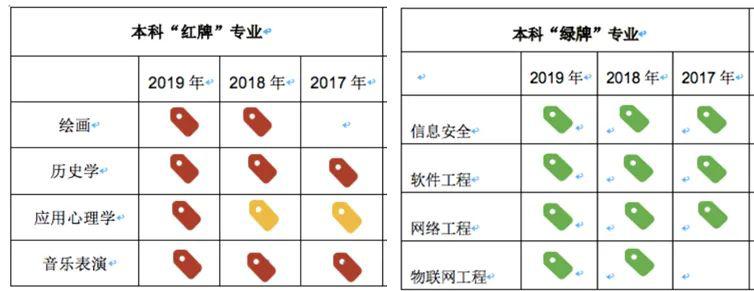 本科“红牌”专业
2019 年 2018 年 2017 年
绘画
历史学
应用心理学
音乐表演
本科“绿牌”专业
2019 年 2018 年 2017 年
信息安全
软件工程
网络工程
物联网工程